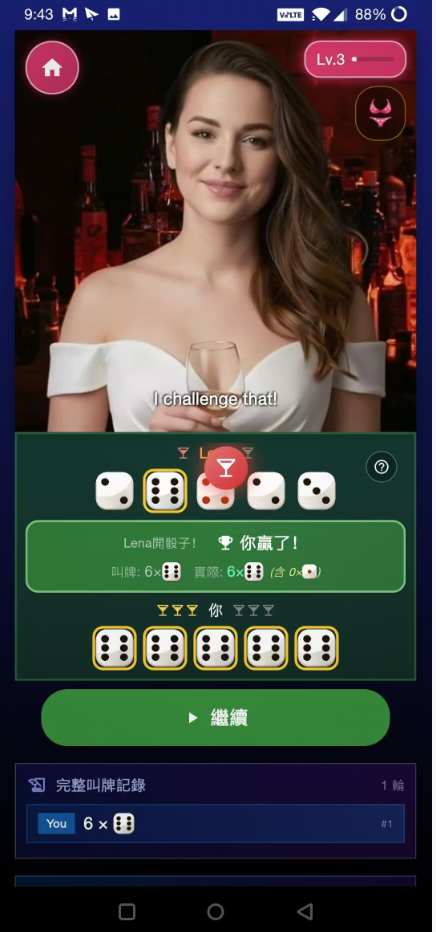 9:43 VoLTE 88%
Lv.3
I challenge that!
Lena開骰子! 你贏了!
叫牌: 6× 實際: 6× (含 0× )
你
繼續
完整叫牌記錄 1 輪
You 6 × #1